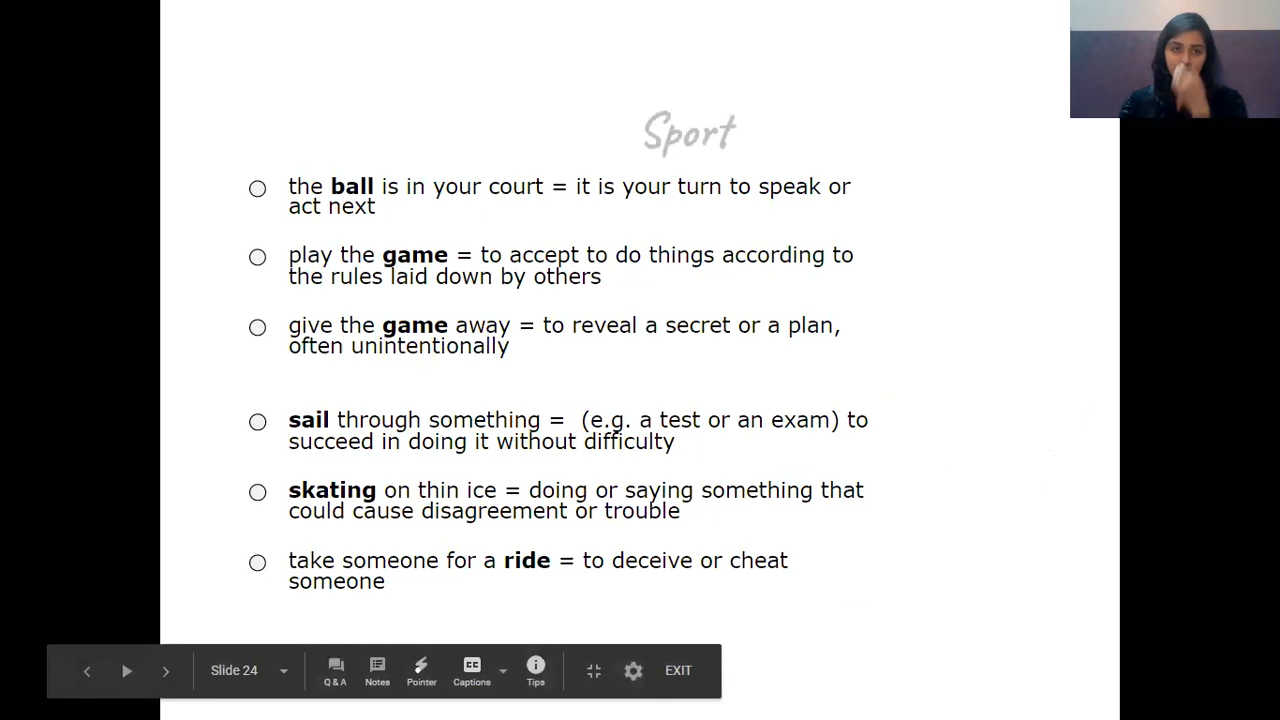 Sport
the ball is in your court = it is your turn to speak or
act next
play the game = to accept to do things according to
the rules laid down by others
give the game away = to reveal a secret or a plan,
often unintentionally
sail through something = (e.g. a test or an exam) to
succeed in doing it without difficulty
skating on thin ice = doing or saying something that
could cause disagreement or trouble
take someone for a ride = to deceive or cheat
someone
Slide 24
Q & A
Notes
Pointer
CC
Captions
Tips
EXIT